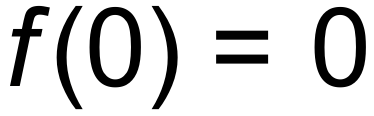 f(0) = 0